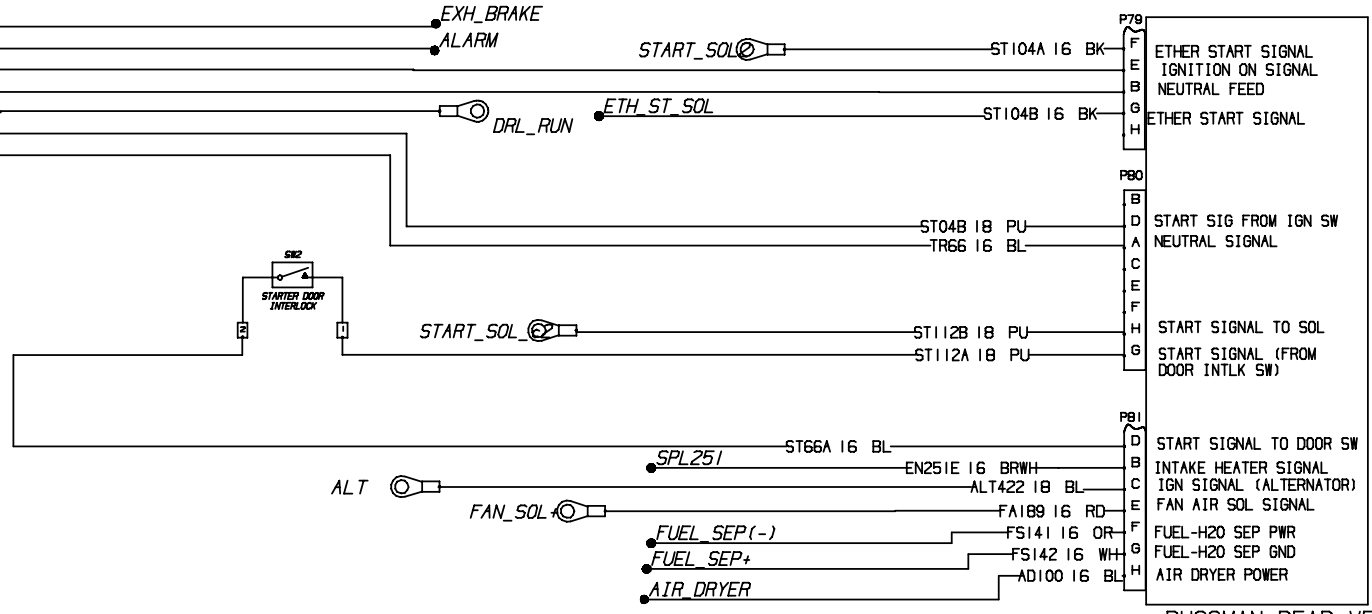 EXH_BRAKE
ALARM
P79
START_SOL
ST104A 16 BK
F
ETHER START SIGNAL
E
IGNITION ON SIGNAL
B
NEUTRAL FEED
DRL_RUN
ETH_ST_SOL
ST104B 16 BK
G
ETHER START SIGNAL
H
P80
B
ST04B 18 PU
D
START SIG FROM IGN SW
TR66 16 BL
A
NEUTRAL SIGNAL
C
E
F
SW2
STARTER DOOR
INTERLOCK
2
1
START_SOL_
ST112B 18 PU
H
START SIGNAL TO SOL
ST112A 18 PU
G
START SIGNAL (FROM
DOOR INTLK SW)
P81
ST66A 16 BL
D
START SIGNAL TO DOOR SW
SPL251
EN251E 16 BRWH
B
INTAKE HEATER SIGNAL
ALT
ALT422 18 BL
C
IGN SIGNAL (ALTERNATOR)
FAN_SOL+
FA189 16 RD
E
FAN AIR SOL SIGNAL
FUEL_SEP(-)
FS141 16 OR
F
FUEL-H20 SEP PWR
FUEL_SEP+
FS142 16 WH
G
FUEL-H20 SEP GND
AIR_DRYER
AD100 16 BL
H
AIR DRYER POWER